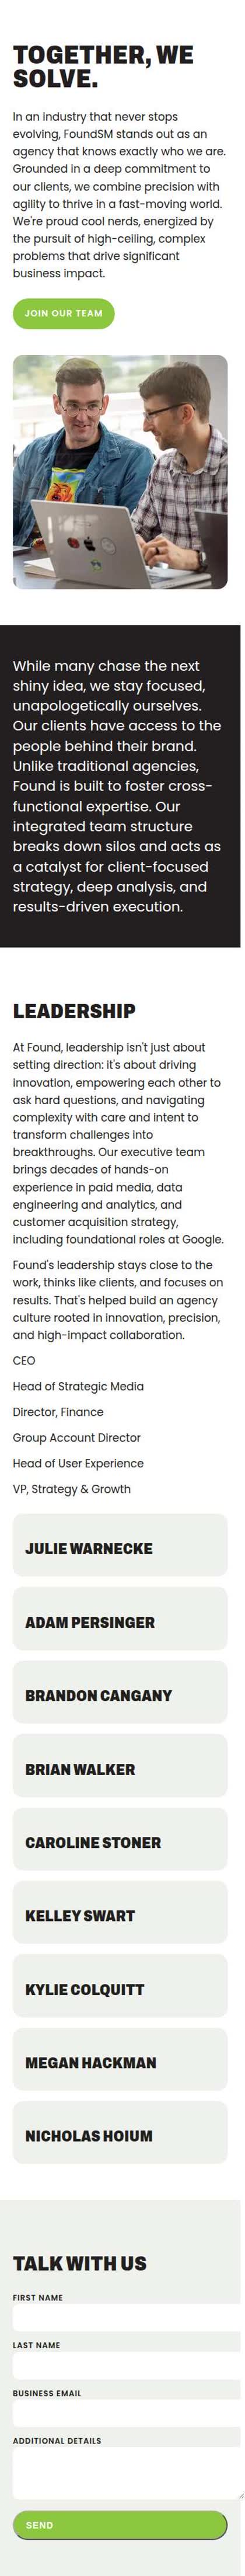 TOGETHER, WE
SOLVE.
In an industry that never stops
evolving, FoundSM stands out as an
agency that knows exactly who we are.
Grounded in a deep commitment to
our clients, we combine precision with
agility to thrive in a fast-moving world.
We're proud cool nerds, energized by
the pursuit of high-ceiling, complex
problems that drive significant
business impact.
JOIN OUR TEAM
While many chase the next
shiny idea, we stay focused,
unapologetically ourselves.
Our clients have access to the
people behind their brand.
Unlike traditional agencies,
Found is built to foster cross-
functional expertise. Our
integrated team structure
breaks down silos and acts as
a catalyst for client-focused
strategy, deep analysis, and
results-driven execution.
LEADERSHIP
At Found, leadership isn't just about
setting direction: it's about driving
innovation, empowering each other to
ask hard questions, and navigating
complexity with care and intent to
transform challenges into
breakthroughs. Our executive team
brings decades of hands-on
experience in paid media, data
engineering and analytics, and
customer acquisition strategy,
including foundational roles at Google.
Found's leadership stays close to the
work, thinks like clients, and focuses on
results. That's helped build an agency
culture rooted in innovation, precision,
and high-impact collaboration.
CEO
Head of Strategic Media
Director, Finance
Group Account Director
Head of User Experience
VP, Strategy & Growth
JULIE WARNECKE
ADAM PERSINGER
BRANDON CANGANY
BRIAN WALKER
CAROLINE STONER
KELLEY SWART
KYLIE COLQUITT
MEGAN HACKMAN
NICHOLAS HOIUM
TALK WITH US
FIRST NAME
LAST NAME
BUSINESS EMAIL
ADDITIONAL DETAILS
SEND